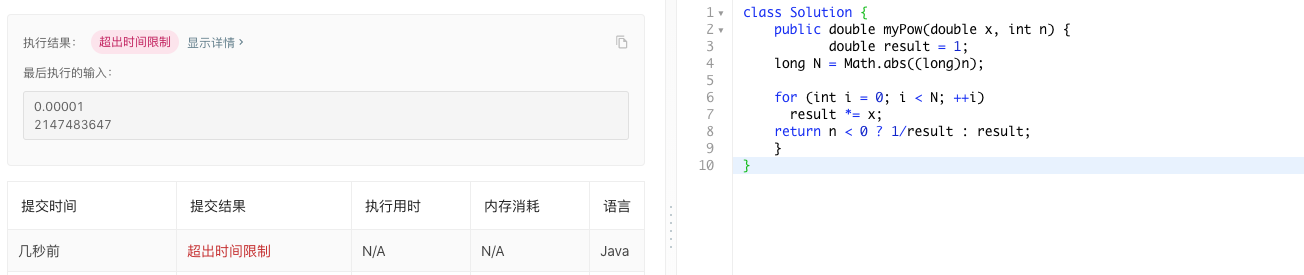 执行结果： 超出时间限制 显示详情 ›
最后执行的输入：
0.00001
2147483647
提交时间 提交结果 执行用时 内存消耗 语言
几秒前 超出时间限制 N/A N/A Java
1 class Solution {
2     public double myPow(double x, int n) {
3            double result = 1;
4     long N = Math.abs((long)n);
5
6     for (int i = 0; i < N; ++i)
7       result *= x;
8     return n < 0 ? 1/result : result;
9     }
10 }